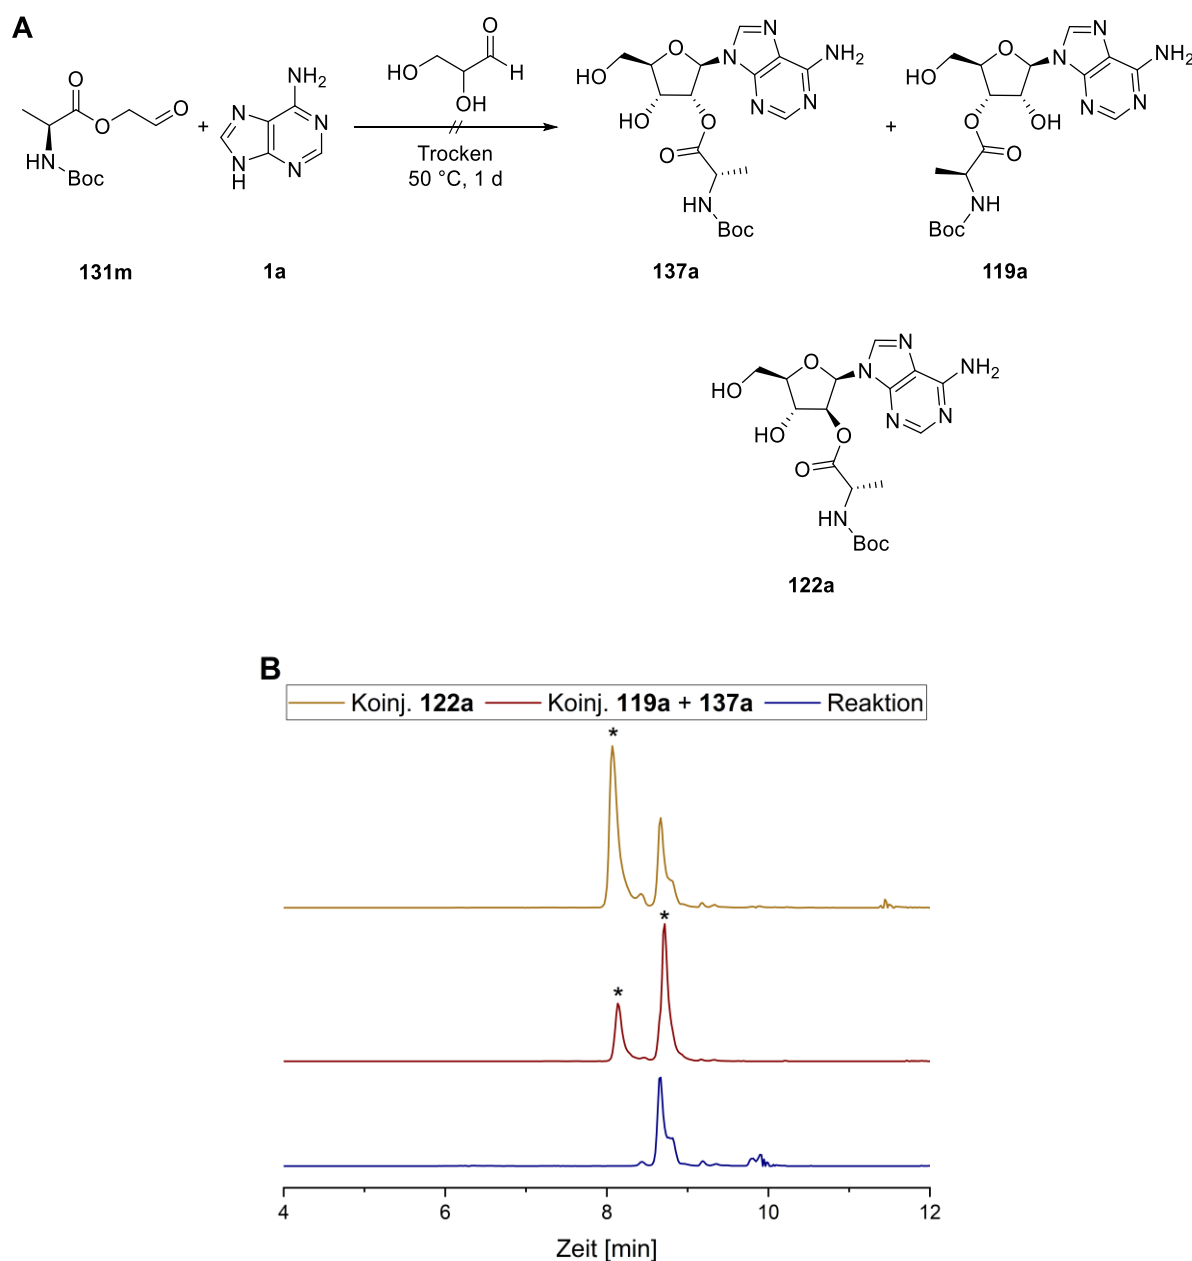 A
O
O
O
HN
Boc
131m
+
NH2
N
N
N
H
N
1a
O
HO
H
OH
Trocken
50 °C, 1 d
HO
O
N
N
NH2
N
N
HO
O
O
HN
Boc
137a
+
HO
O
N
N
NH2
N
N
O
OH
O
NH
Boc
119a
HO
O
N
N
NH2
N
N
HO
O
O
HN
Boc
122a
B
Koinj. 122a Koinj. 119a + 137a Reaktion
*
*
*
4 6 8 10 12
Zeit [min]